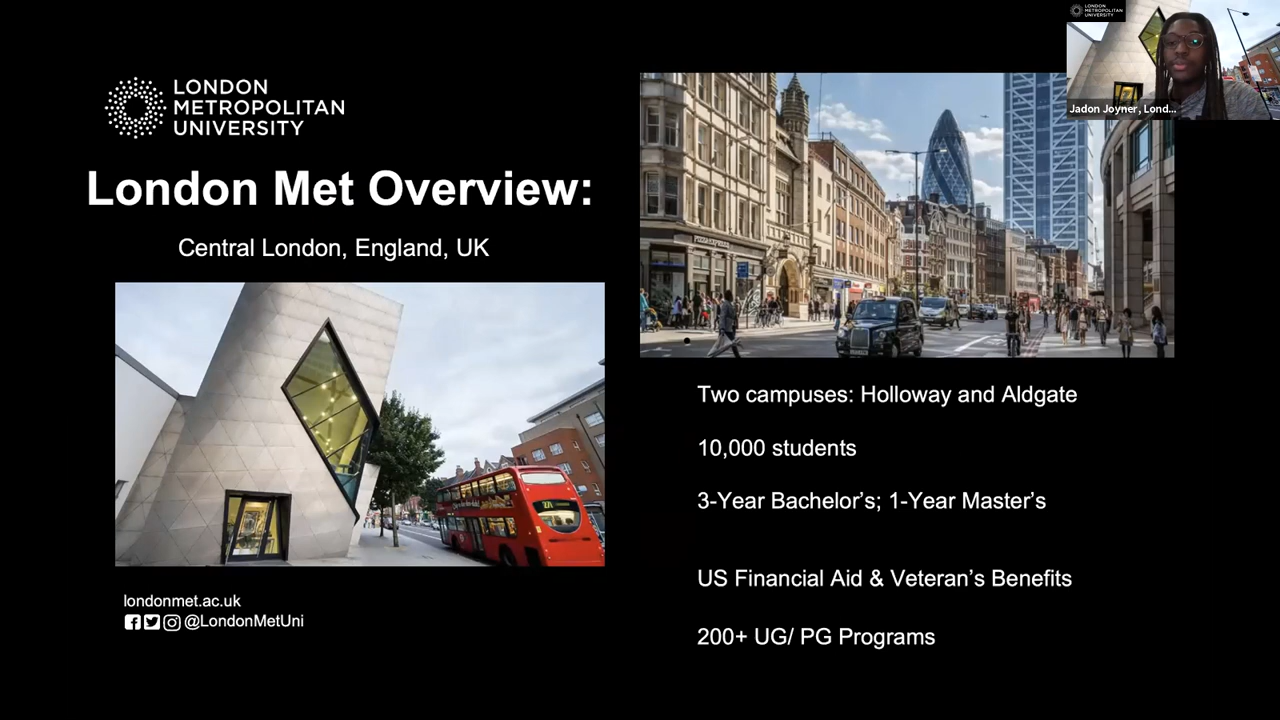 LONDON
METROPOLITAN
UNIVERSITY
London Met Overview:
Central London, England, UK
londonmet.ac.uk
@LondonMetUni
LONDON
METROPOLITAN
UNIVERSITY
Jadon Joyner, Lond...
Two campuses: Holloway and Aldgate
10,000 students
3-Year Bachelor’s; 1-Year Master’s
US Financial Aid & Veteran’s Benefits
200+ UG/ PG Programs